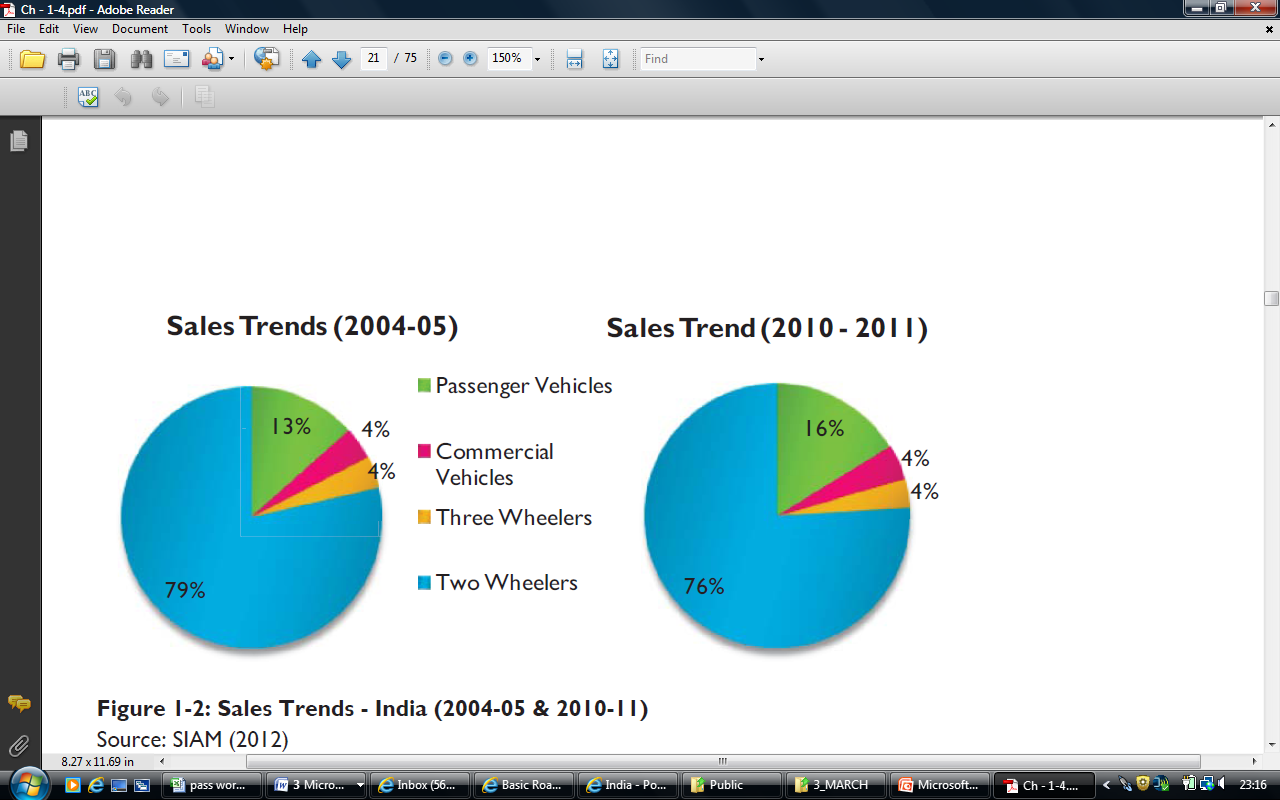 Ch - 1-4.pdf - Adobe Reader
File Edit View Document Tools Window Help
21 / 75 150% Find
ABC
Sales Trends (2004-05)
Sales Trend (2010 - 2011)
13%
4%
4%
79%
Passenger Vehicles
Commercial
Vehicles
Three Wheelers
Two Wheelers
16%
4%
4%
76%
Figure 1-2: Sales Trends - India (2004-05 & 2010-11)
Source: SIAM (2012)
8.27 x 11.69 in
pass wor... 3 Micro... Inbox (56... Basic Roa... India - Po... Public 3_MARCH Microsoft... Ch - 1-4.... 23:16